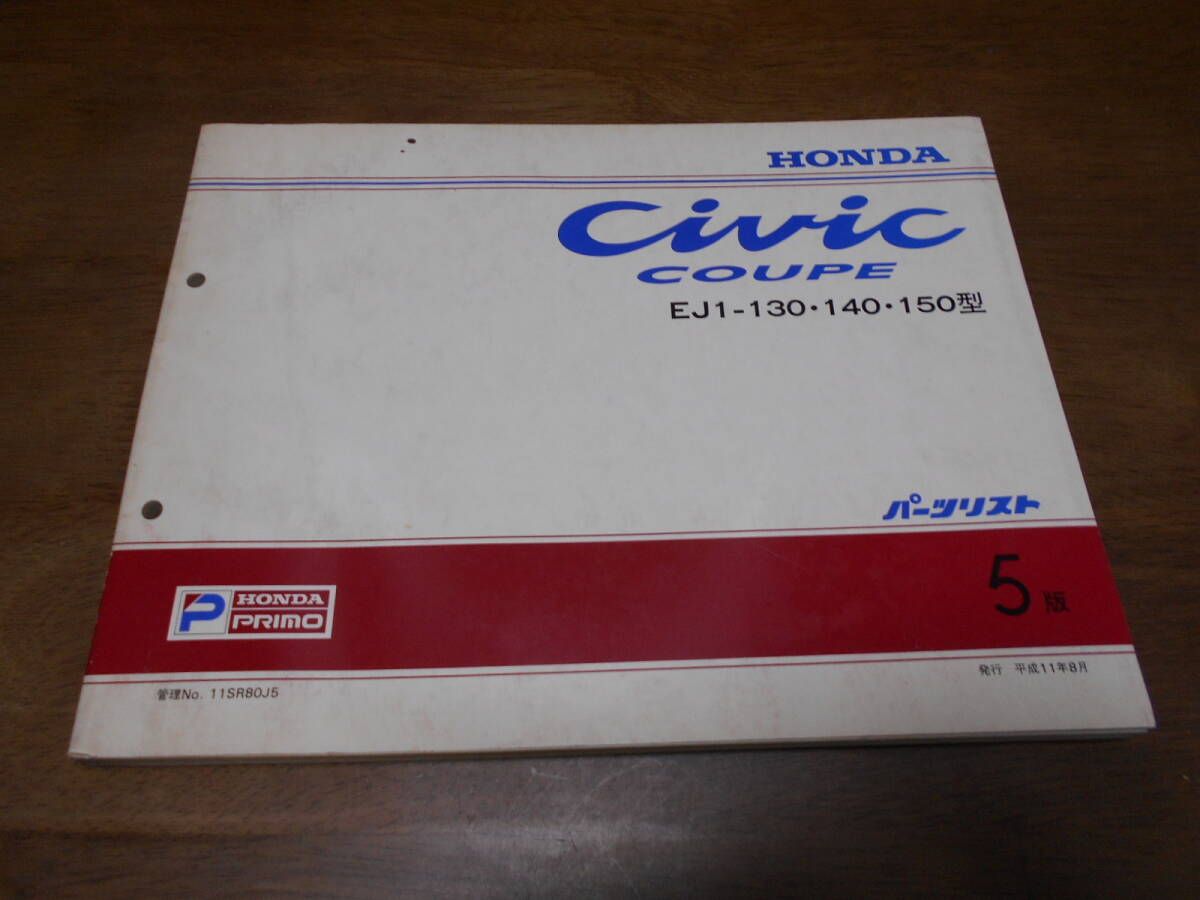 HONDA
Civic
COUPE
EJ1-130・140・150型
パーツリスト
5版
P HONDA
PRIMO
管理No. 11SR80J5
発行 平成11年8月